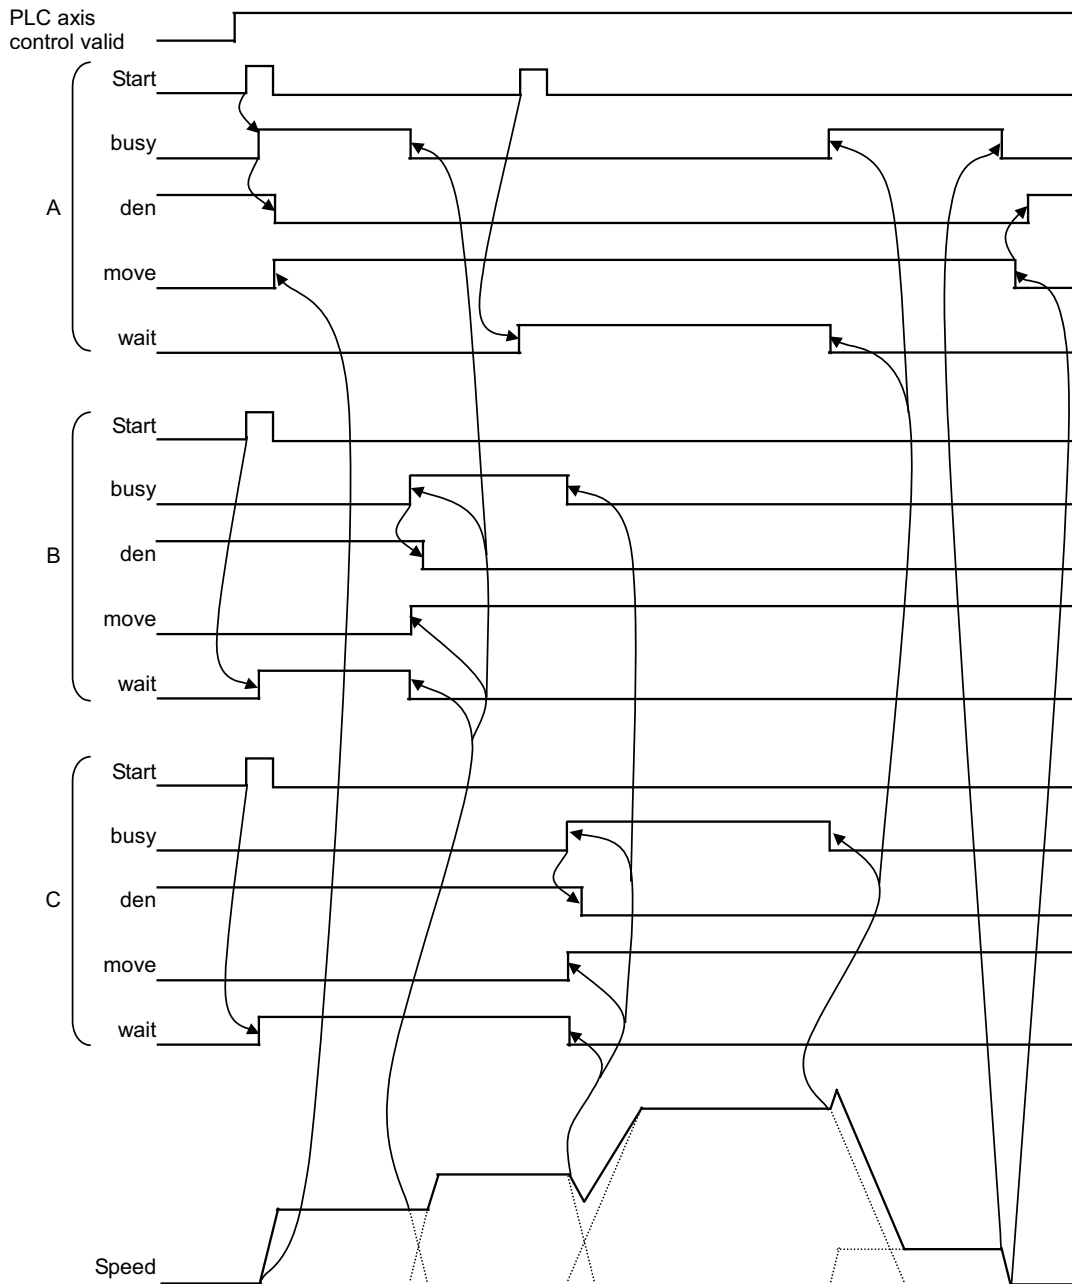 PLC axis
control valid
Start
busy
den
A
move
wait
Start
busy
den
B
move
wait
Start
busy
den
C
move
wait
Speed